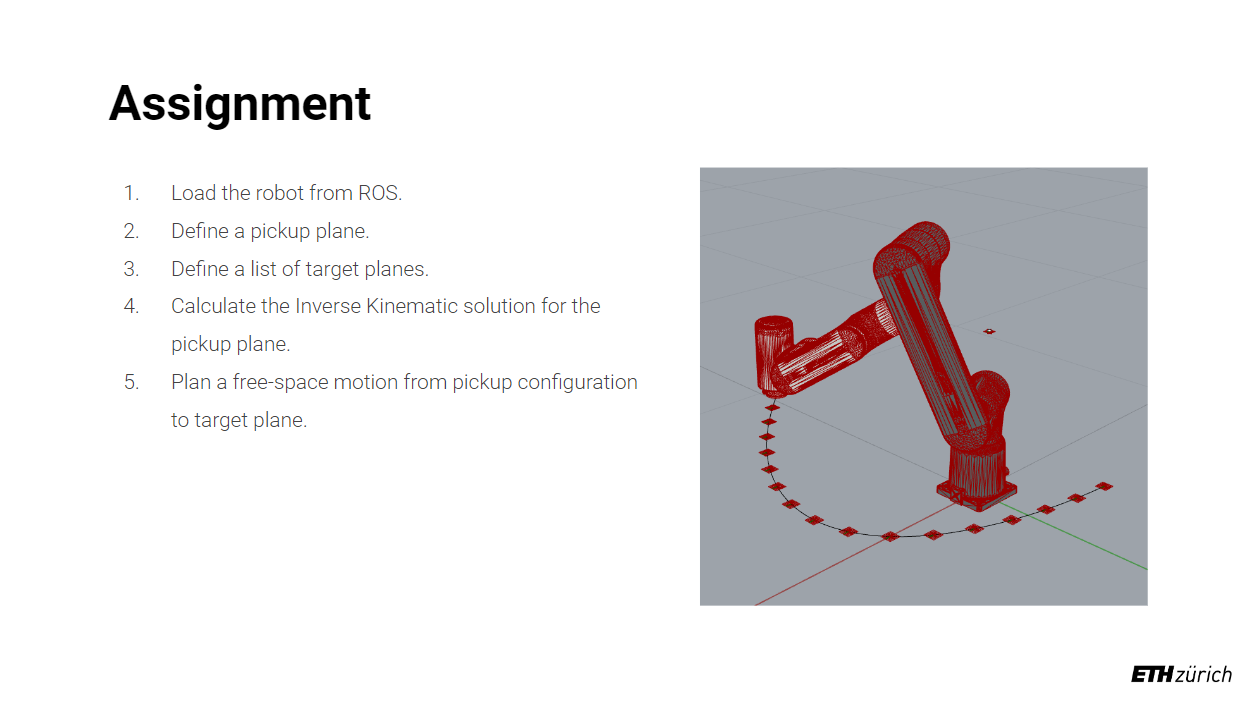 Assignment
1. Load the robot from ROS.
2. Define a pickup plane.
3. Define a list of target planes.
4. Calculate the Inverse Kinematic solution for the
pickup plane.
5. Plan a free-space motion from pickup configuration
to target plane.
ETH zürich